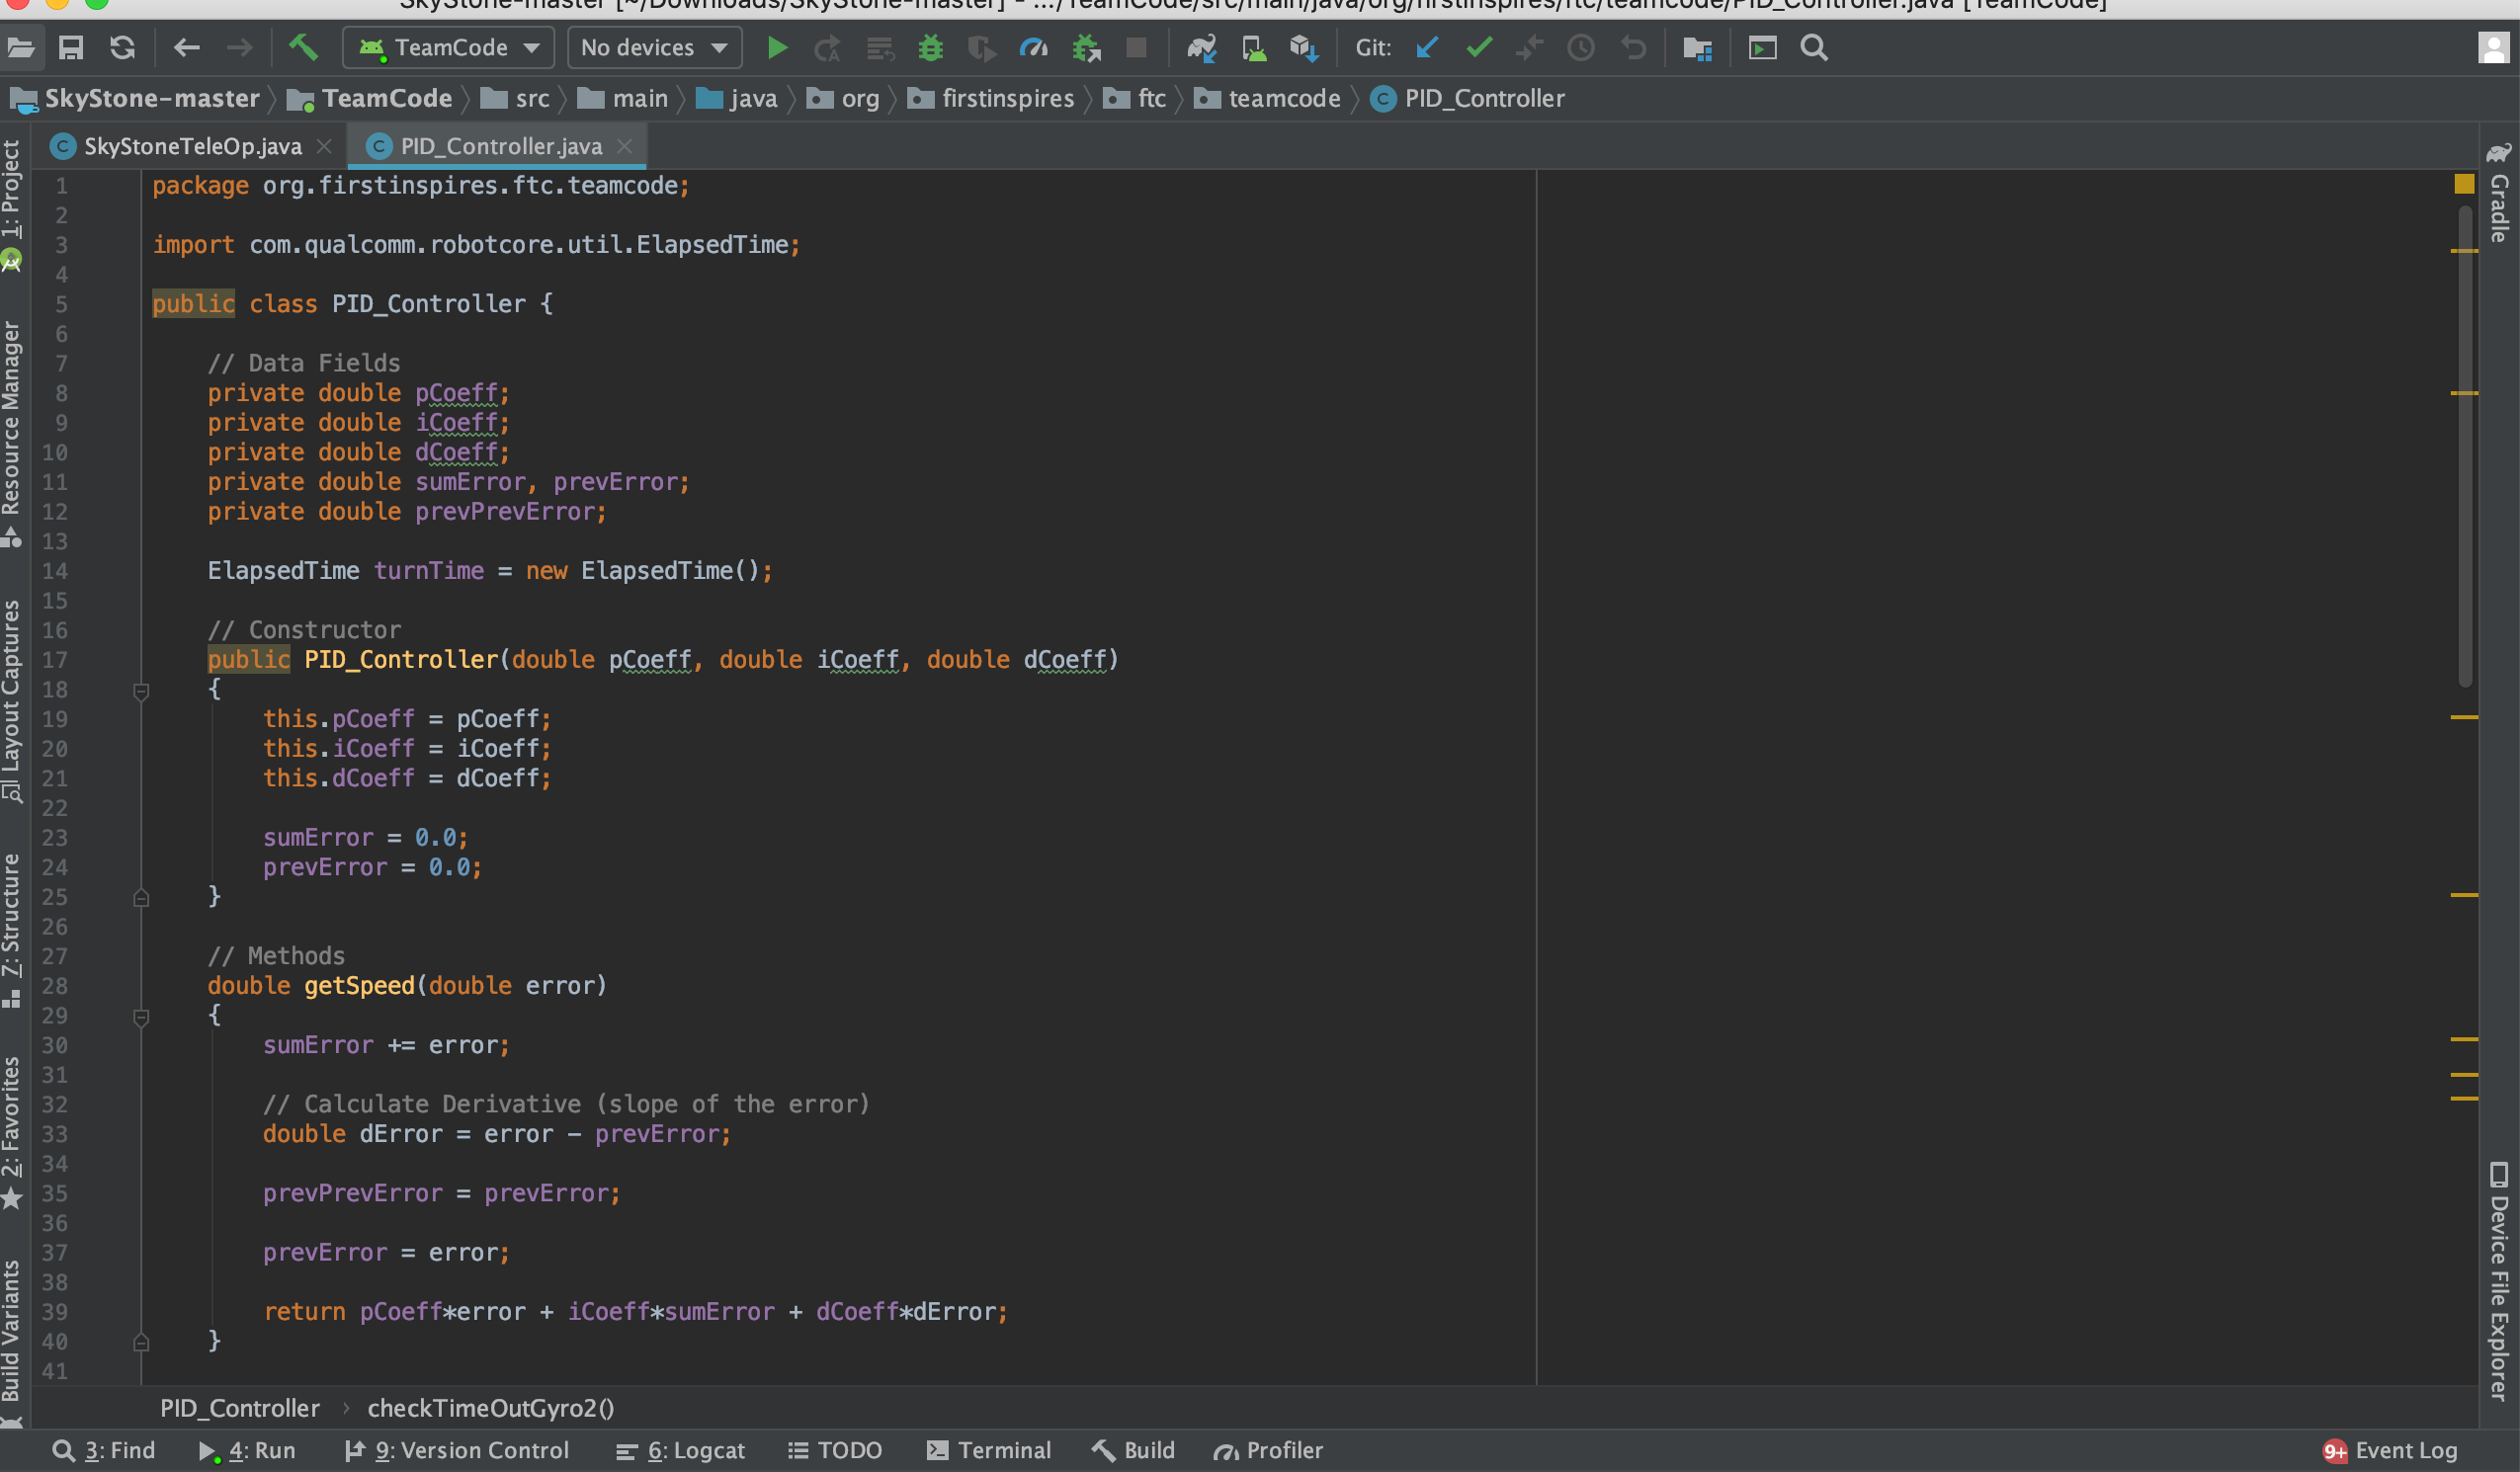 SkyStone-master [~/Downloads/SkyStone-master] - .../TeamCode/src/main/java/org/firstinspires/ftc/teamcode/PID_Controller.java [TeamCode]
TeamCode No devices Git:
SkyStone-master TeamCode src main java org firstinspires ftc teamcode PID_Controller
SkyStoneTeleOp.java PID_Controller.java
1: Project
Resource Manager
Layout Captures
7: Structure
2: Favorites
Build Variants
1 package org.firstinspires.ftc.teamcode;
2
3 import com.qualcomm.robotcore.util.ElapsedTime;
4
5 public class PID_Controller {
6
7 // Data Fields
8 private double pCoeff;
9 private double iCoeff;
10 private double dCoeff;
11 private double sumError, prevError;
12 private double prevPrevError;
13
14 ElapsedTime turnTime = new ElapsedTime();
15
16 // Constructor
17 public PID_Controller(double pCoeff, double iCoeff, double dCoeff)
18 {
19 this.pCoeff = pCoeff;
20 this.iCoeff = iCoeff;
21 this.dCoeff = dCoeff;
22
23 sumError = 0.0;
24 prevError = 0.0;
25 }
26
27 // Methods
28 double getSpeed(double error)
29 {
30 sumError += error;
31
32 // Calculate Derivative (slope of the error)
33 double dError = error - prevError;
34
35 prevPrevError = prevError;
36
37 prevError = error;
38
39 return pCoeff*error + iCoeff*sumError + dCoeff*dError;
40 }
41
Gradle
Device File Explorer
PID_Controller › checkTimeOutGyro2()
3: Find 4: Run 9: Version Control 6: Logcat TODO Terminal Build Profiler 9+ Event Log